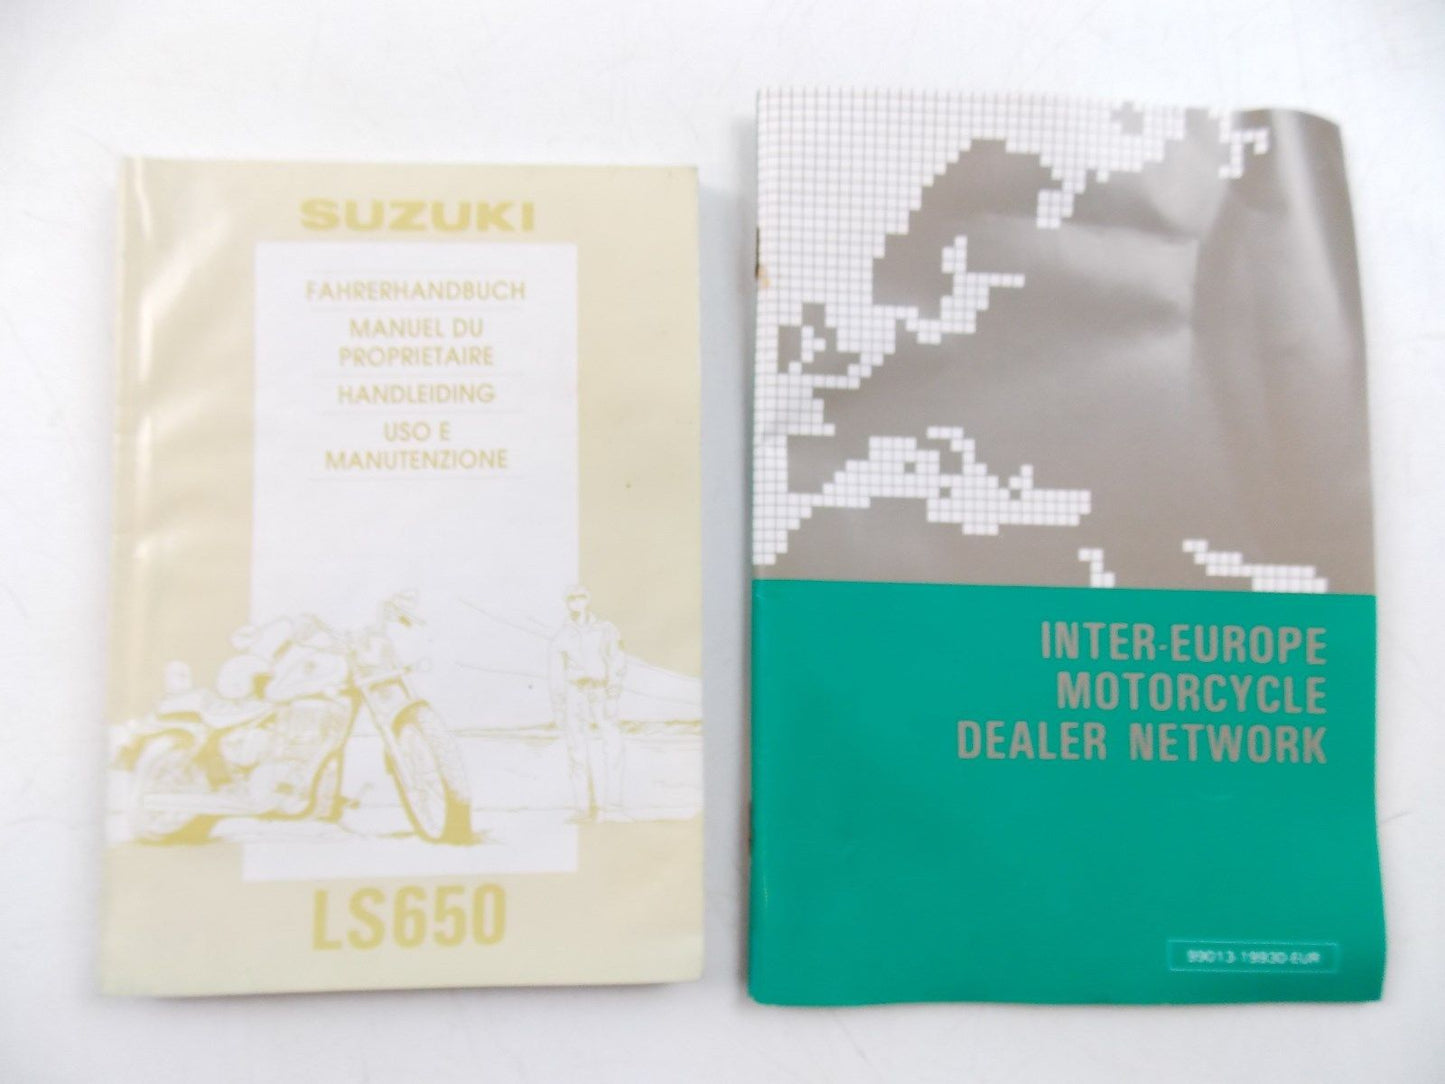 SUZUKI
FAHRERHANDBUCH
MANUEL DU
PROPRIETAIRE
HANDLEIDING
USO E
MANUTENZIONE
LS650
INTER-EUROPE
MOTORCYCLE
DEALER NETWORK
99013-19930-EUR